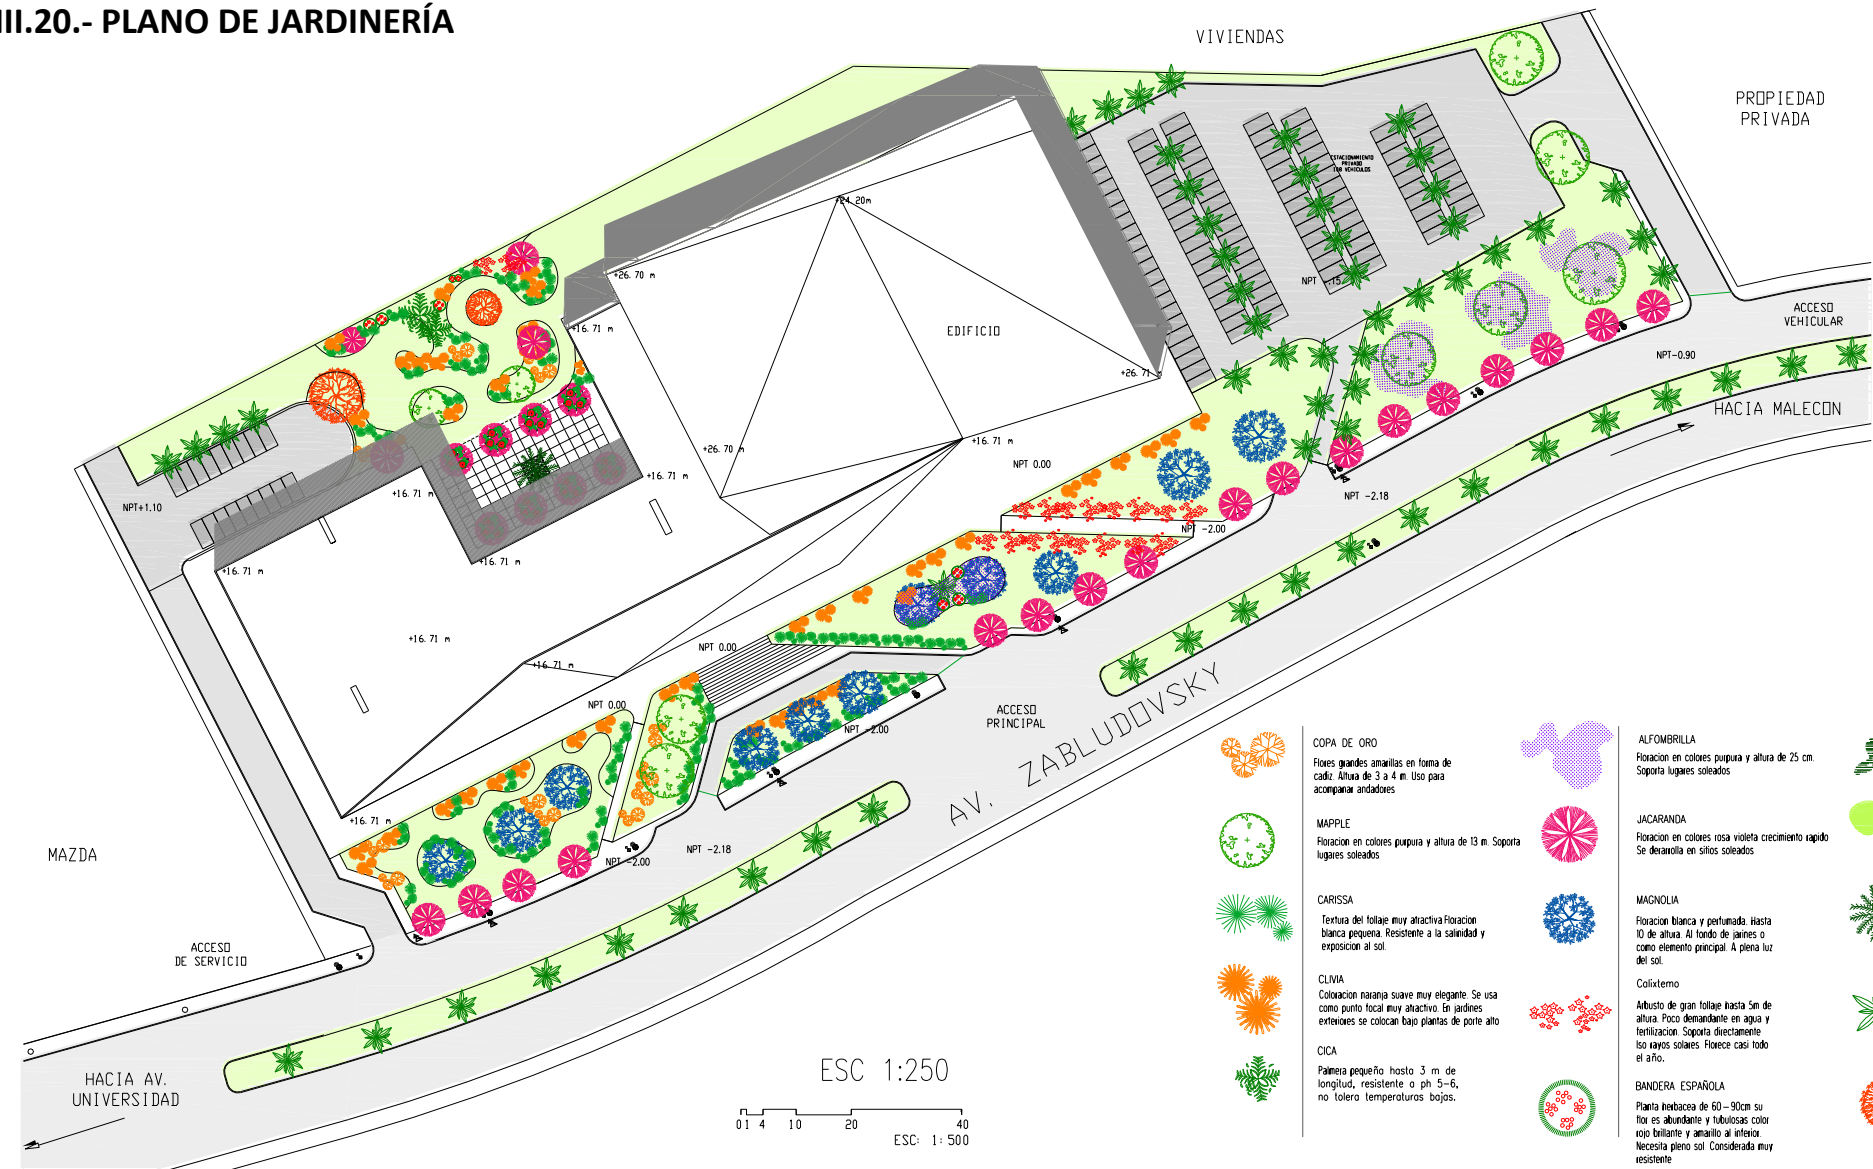 III.20.- PLANO DE JARDINERÍA
VIVIENDAS
PROPIEDAD
PRIVADA
ESTACIONAMIENTO
PRIVADO
+24.20m
+26.70 m
NPT -.15
+16.71 m
EDIFICIO
ACCESO
VEHICULAR
NPT-0.90
+26.71 m
HACIA MALECON
+16.71 m
+26.70 m
NPT 0.00
+16.71 m
+16.71 m
NPT -2.18
NPT+1.10
NPT -2.00
+16.71 m
+16.71 m
+16.71 m
NPT 0.00
+16.71 m
NPT 0.00
ACCESO
PRINCIPAL
NPT -2.00
AV. ZABLUDOVSKY
+16.71 m
NPT -2.18
NPT -2.00
MAZDA
ACCESO
DE SERVICIO
HACIA AV.
UNIVERSIDAD
ESC 1:250
0 1 4 10 20 40
ESC: 1:500
COPA DE ORO
Flores grandes amarillas en forma de
cadiz. Altura de 3 a 4 m. Uso para
acompanar andadores
MAPPLE
Floracion en colores purpura y altura de 13 m. Soporta
lugares soleados
CARISSA
Textura del follaje muy atractiva Floracion
blanca pequena. Resistente a la salinidad y
exposicion al sol.
CLIVIA
Coloracion naranja suave muy elegante. Se usa
como punto focal muy atractivo. En jardines
exteriores se colocan bajo plantas de porte alto
CICA
Palmera pequeña hasta 3 m de
longitud, resistente a ph 5-6,
no tolera temperaturas bajas.
ALFOMBRILLA
Floracion en colores purpura y altura de 25 cm.
Soporta lugares soleados
JACARANDA
Floracion en colores rosa violeta crecimiento rapido
Se derarrolla en sitios soleados
MAGNOLIA
Floracion blanca y perfumada. Hasta
10 de altura. Al fondo de jarines o
como elemento principal. A plena luz
del sol.
Calixtemo
Arbusto de gran follaje hasta 5m de
altura. Poco demandante en agua y
fertilizacion. Soporta directamente
lso rayos solares. Florece casi todo
el año.
BANDERA ESPAÑOLA
Planta herbacea de 60-90cm su
flor es abundante y tubulosas color
rojo brillante y amarillo al inferior.
Necesita pleno sol. Considerada muy
resistente